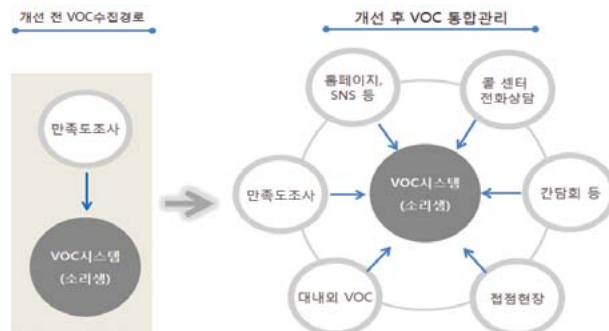 개선 전 VOC수집경로
만족도조사
VOC시스템
(소리샘)
개선 후 VOC 통합관리
홈페이지,
SNS 등
콜 센터
전화상담
만족도조사
VOC시스템
(소리샘)
간담회 등
대내외 VOC
접점현장